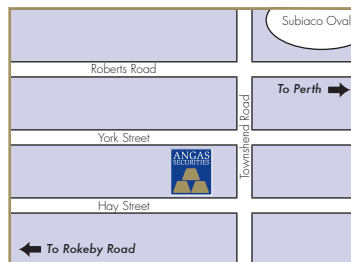 Subiaco Oval
Roberts Road
To Perth
Townshend Road
York Street
ANGAS
SECURITIES
Hay Street
To Rokeby Road